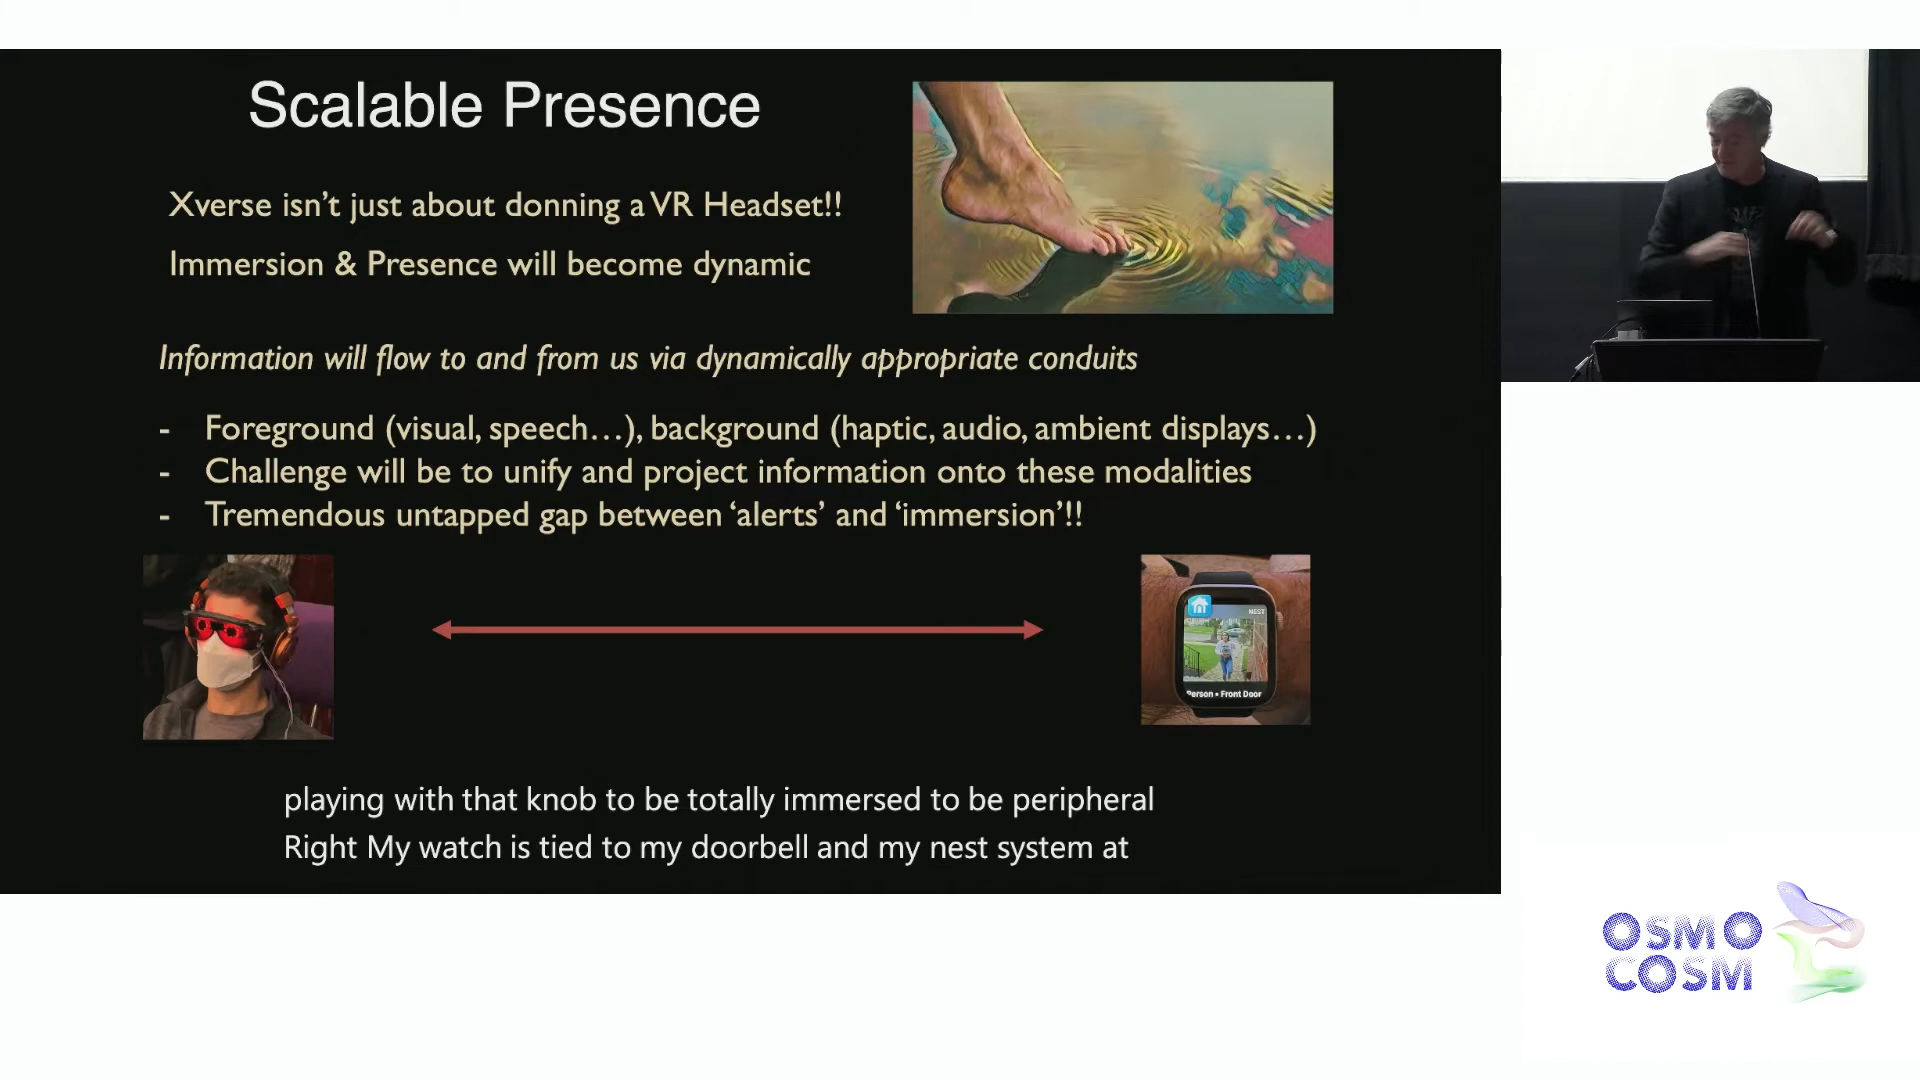 Scalable Presence
Xverse isn't just about donning a VR Headset!!
Immersion & Presence will become dynamic
Information will flow to and from us via dynamically appropriate conduits
- Foreground (visual, speech…), background (haptic, audio, ambient displays…)
- Challenge will be to unify and project information onto these modalities
- Tremendous untapped gap between 'alerts' and 'immersion'!!
NEST
Person • Front Door
playing with that knob to be totally immersed to be peripheral
Right My watch is tied to my doorbell and my nest system at
OSMO
COSM